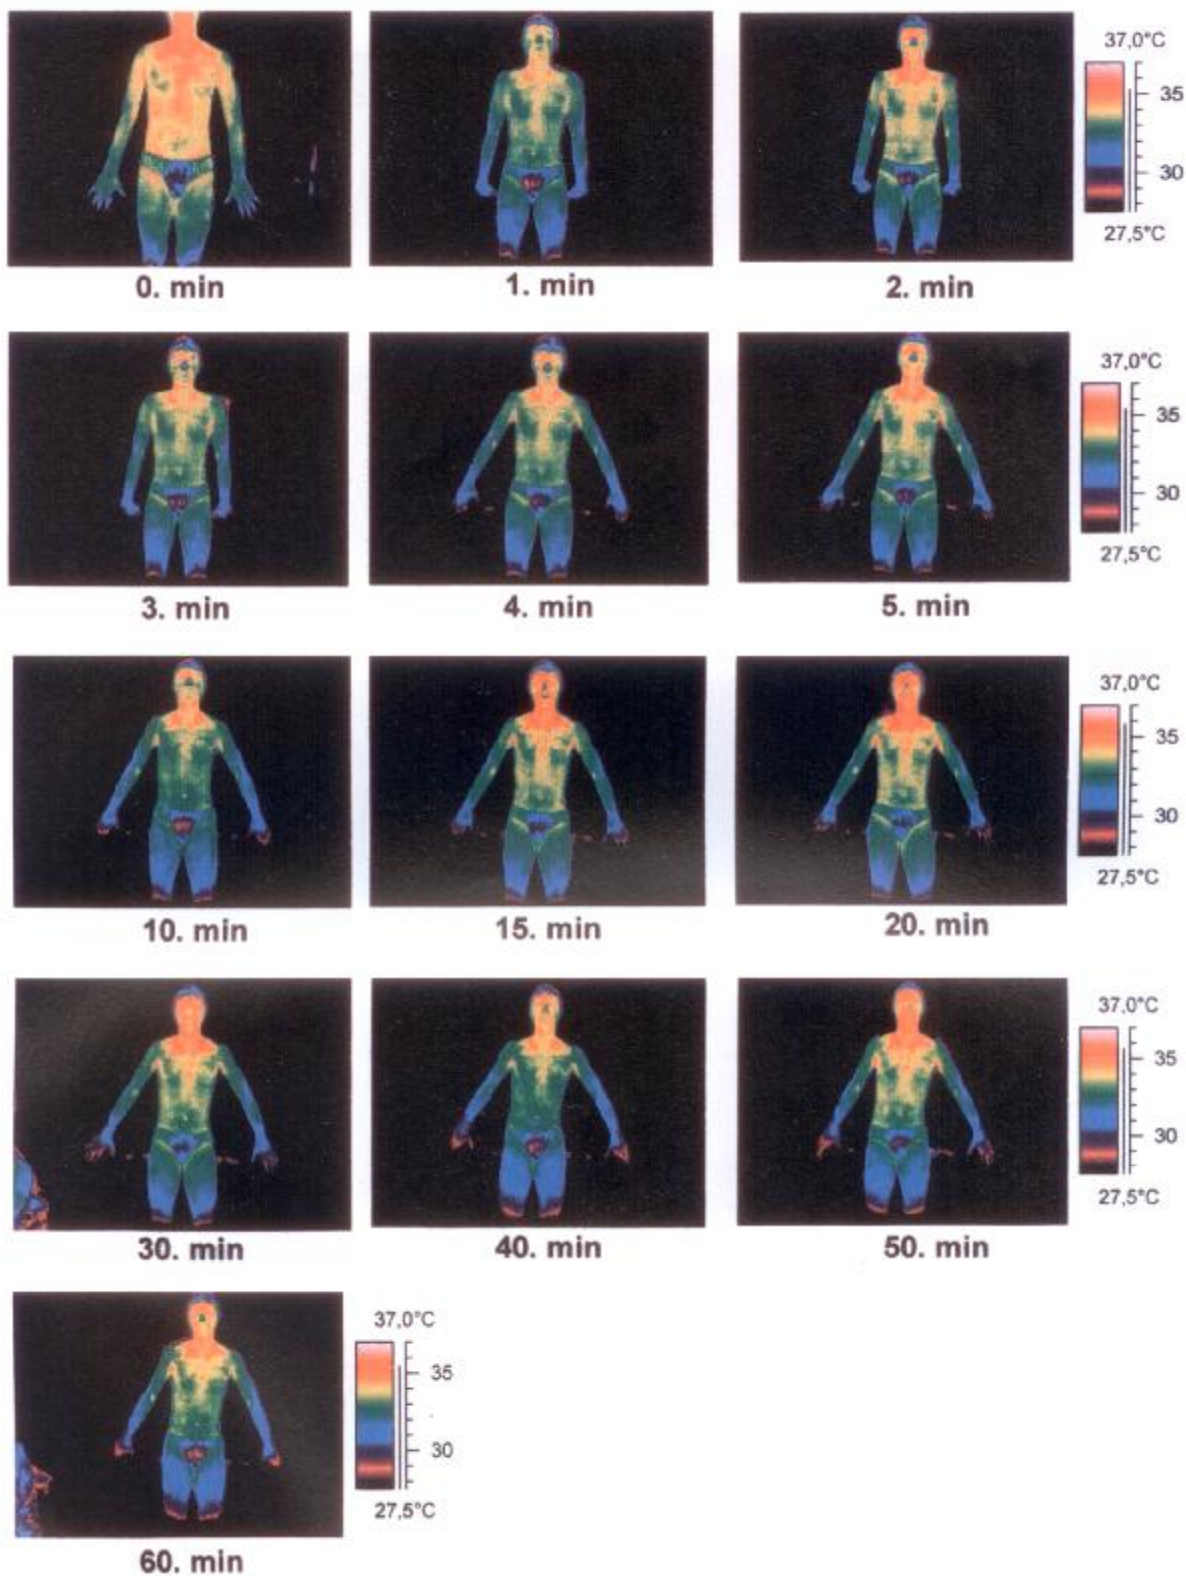 37,0°C
35
30
27,5°C
0. min
1. min
2. min
37,0°C
35
30
27,5°C
3. min
4. min
5. min
37,0°C
35
30
27,5°C
10. min
15. min
20. min
37,0°C
35
30
27,5°C
30. min
40. min
50. min
37,0°C
35
30
27,5°C
60. min